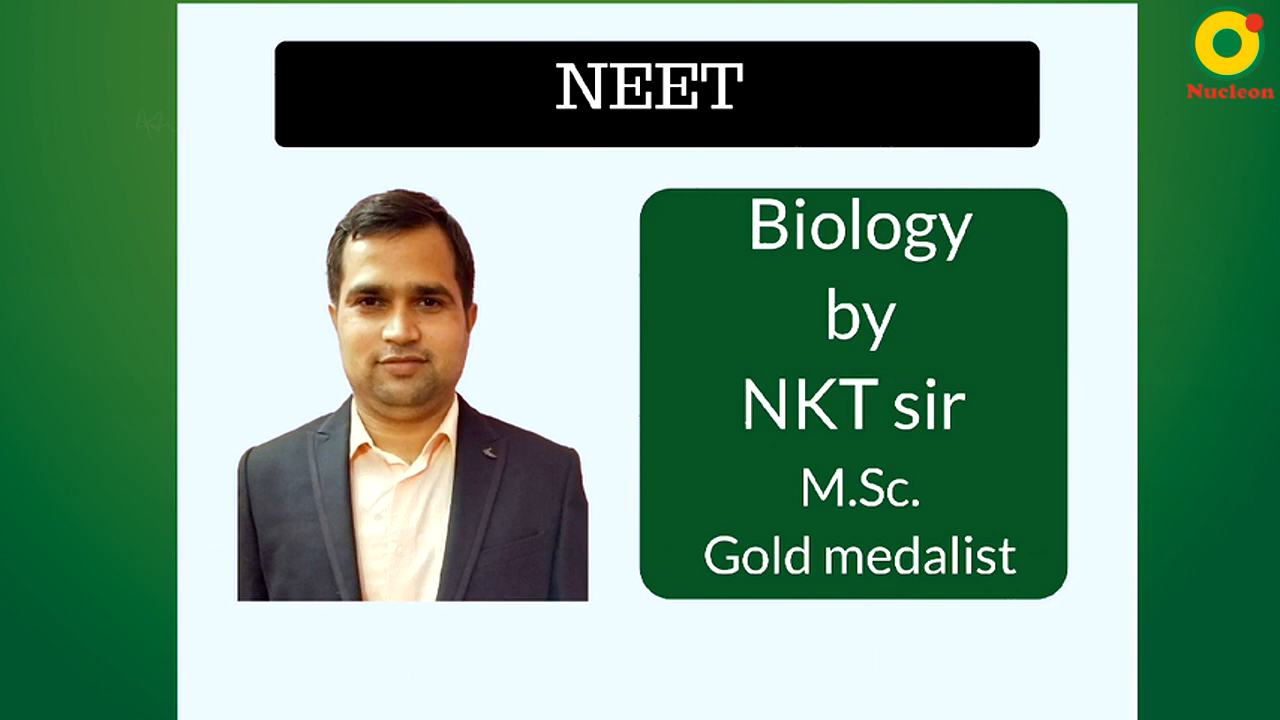 NEET
Nucleon
Biology
by
NKT sir
M.Sc.
Gold medalist